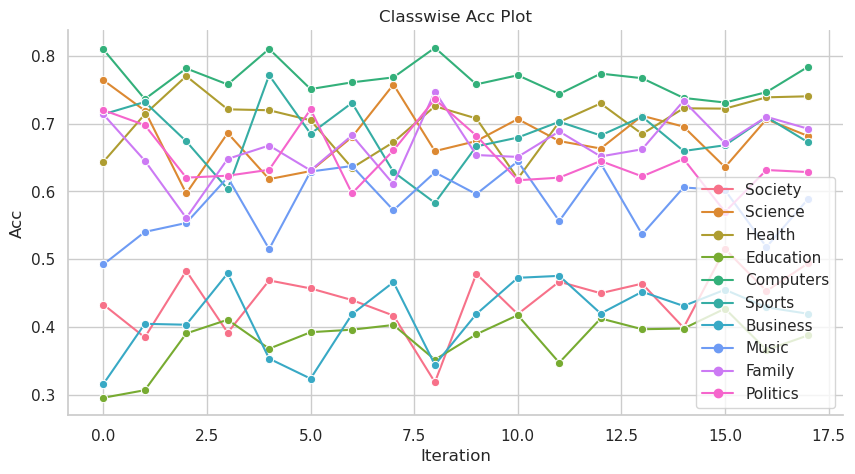 Classwise Acc Plot
Acc
0.8
0.7
0.6
0.5
0.4
0.3
Society
Science
Health
Education
Computers
Sports
Business
Music
Family
Politics
0.0 2.5 5.0 7.5 10.0 12.5 15.0 17.5
Iteration